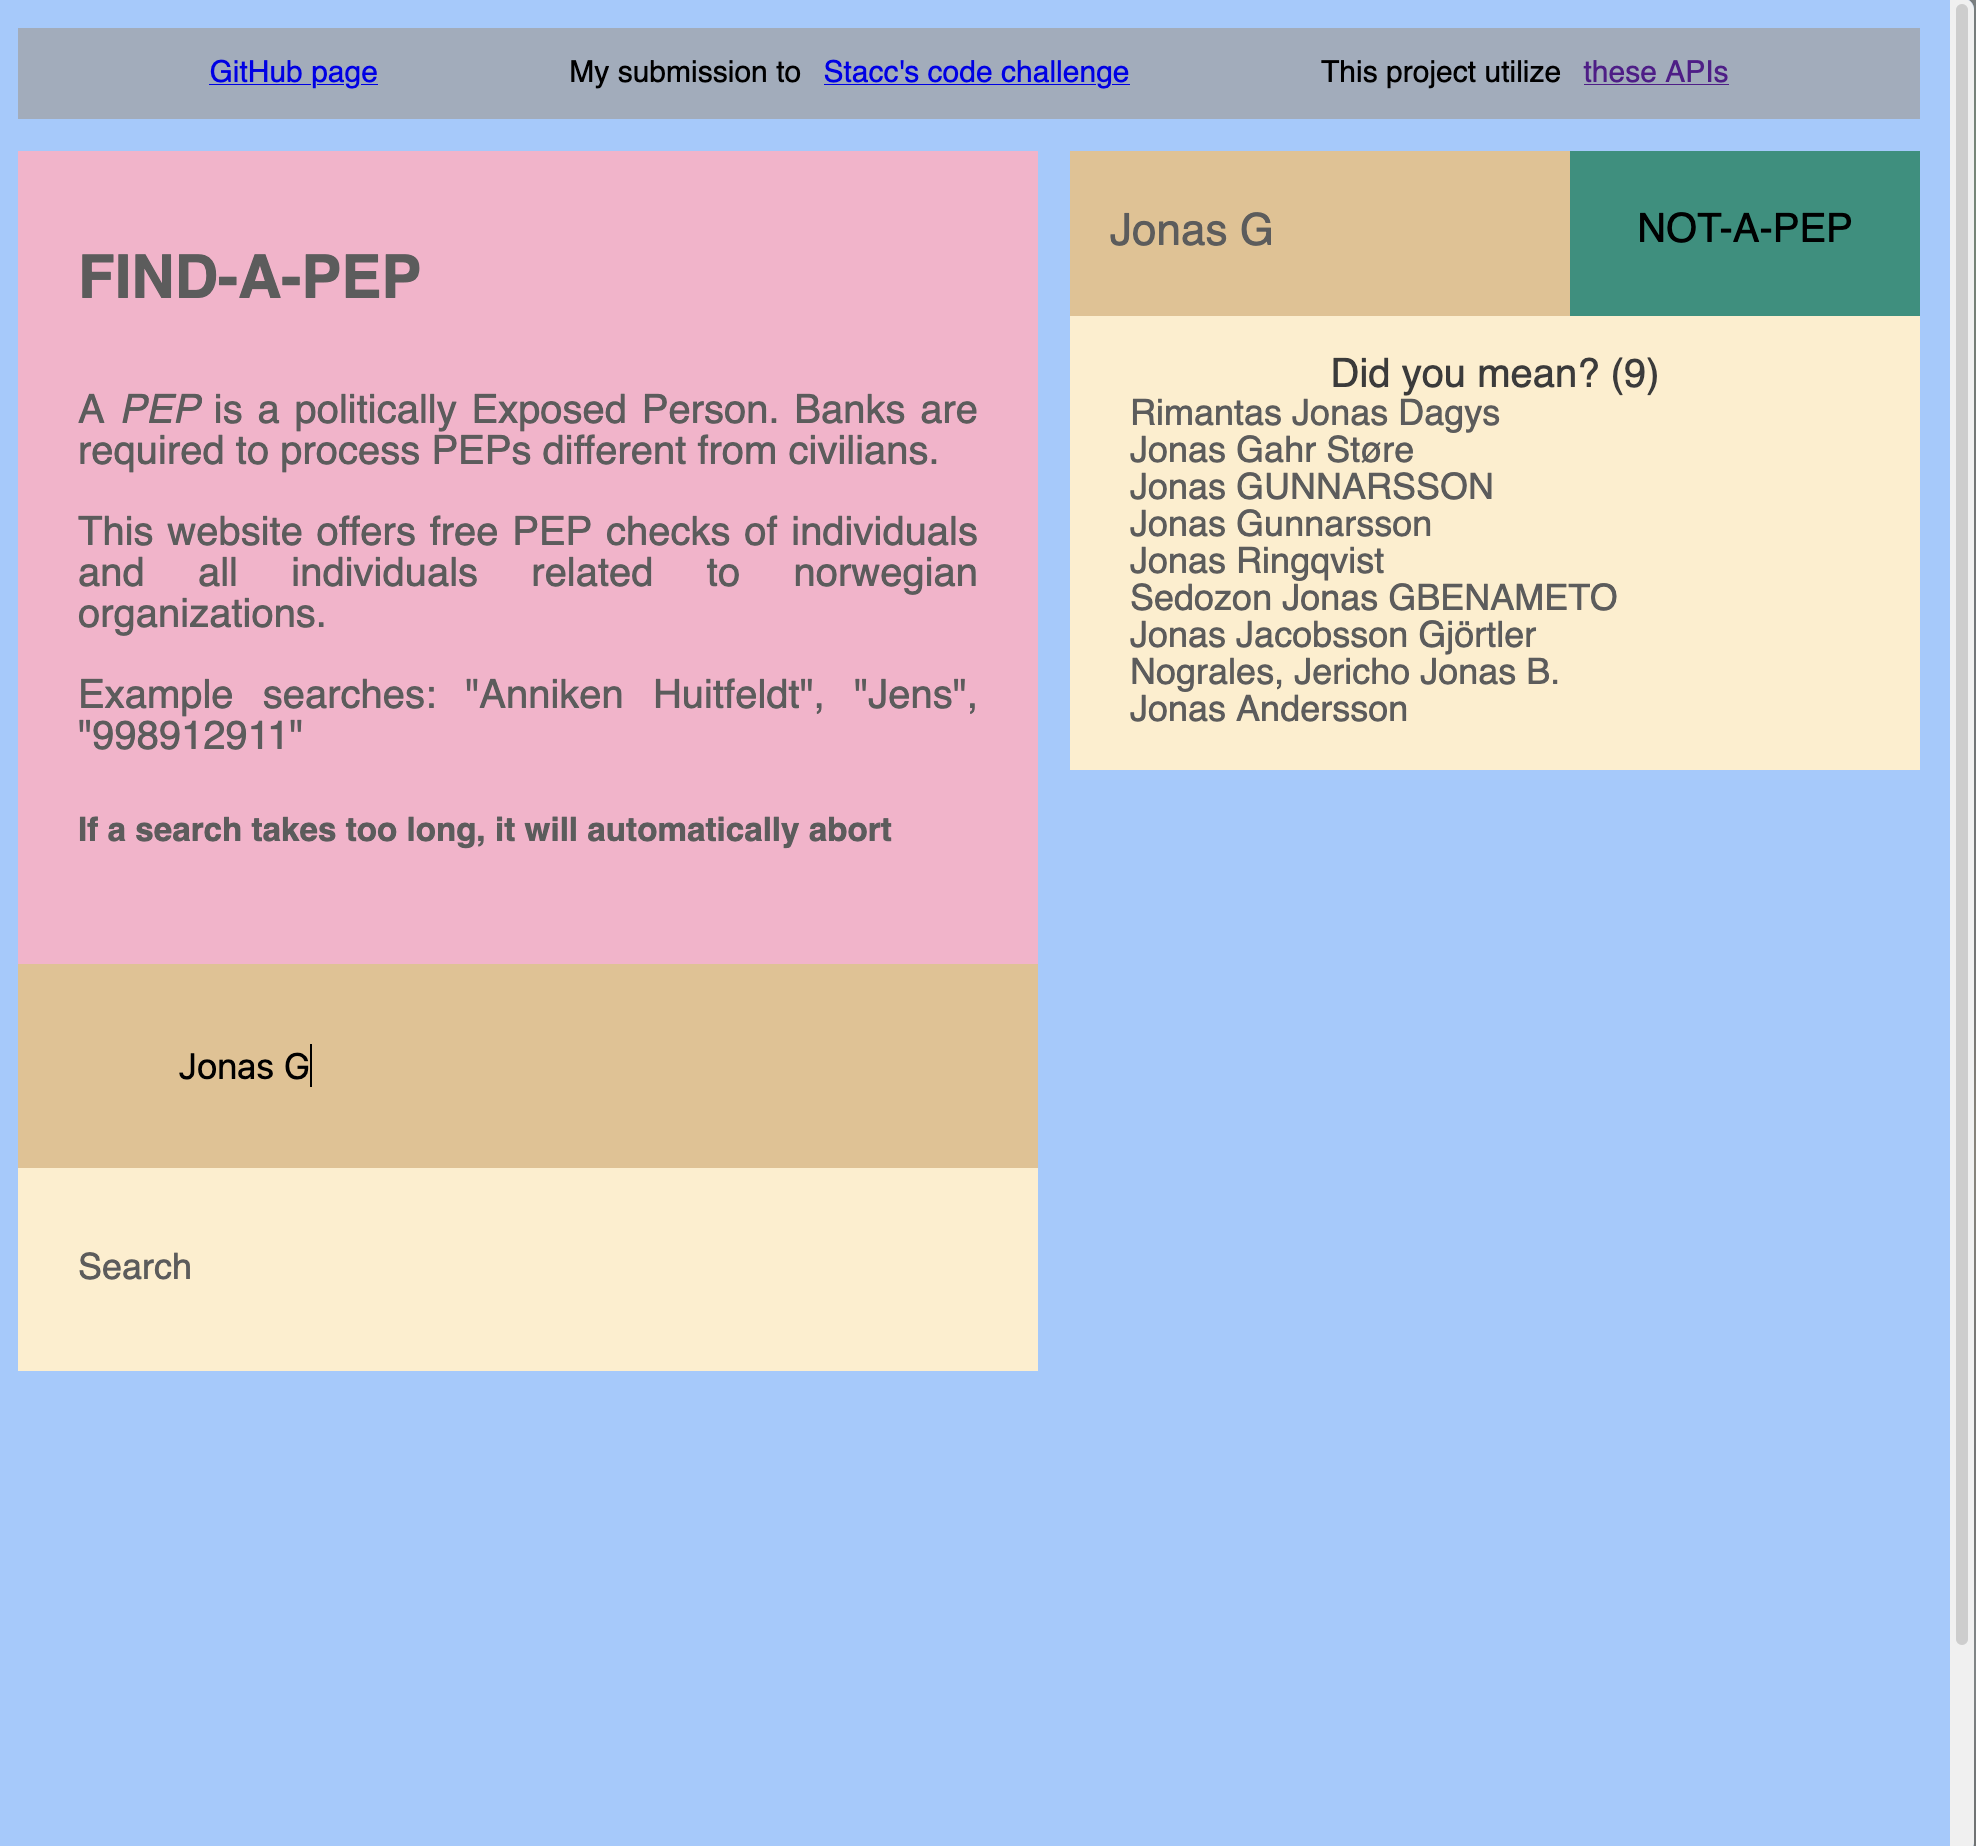 GitHub page
My submission to Stacc's code challenge
This project utilize these APIs
FIND-A-PEP
A PEP is a politically Exposed Person. Banks are
required to process PEPs different from civilians.
This website offers free PEP checks of individuals
and all individuals related to norwegian
organizations.
Example searches: "Anniken Huitfeldt", "Jens",
"998912911"
If a search takes too long, it will automatically abort
Jonas G
Search
Jonas G
NOT-A-PEP
Did you mean? (9)
Rimantas Jonas Dagys
Jonas Gahr Støre
Jonas GUNNARSSON
Jonas Gunnarsson
Jonas Ringqvist
Sedozon Jonas GBENAMETO
Jonas Jacobsson Gjörtler
Nograles, Jericho Jonas B.
Jonas Andersson